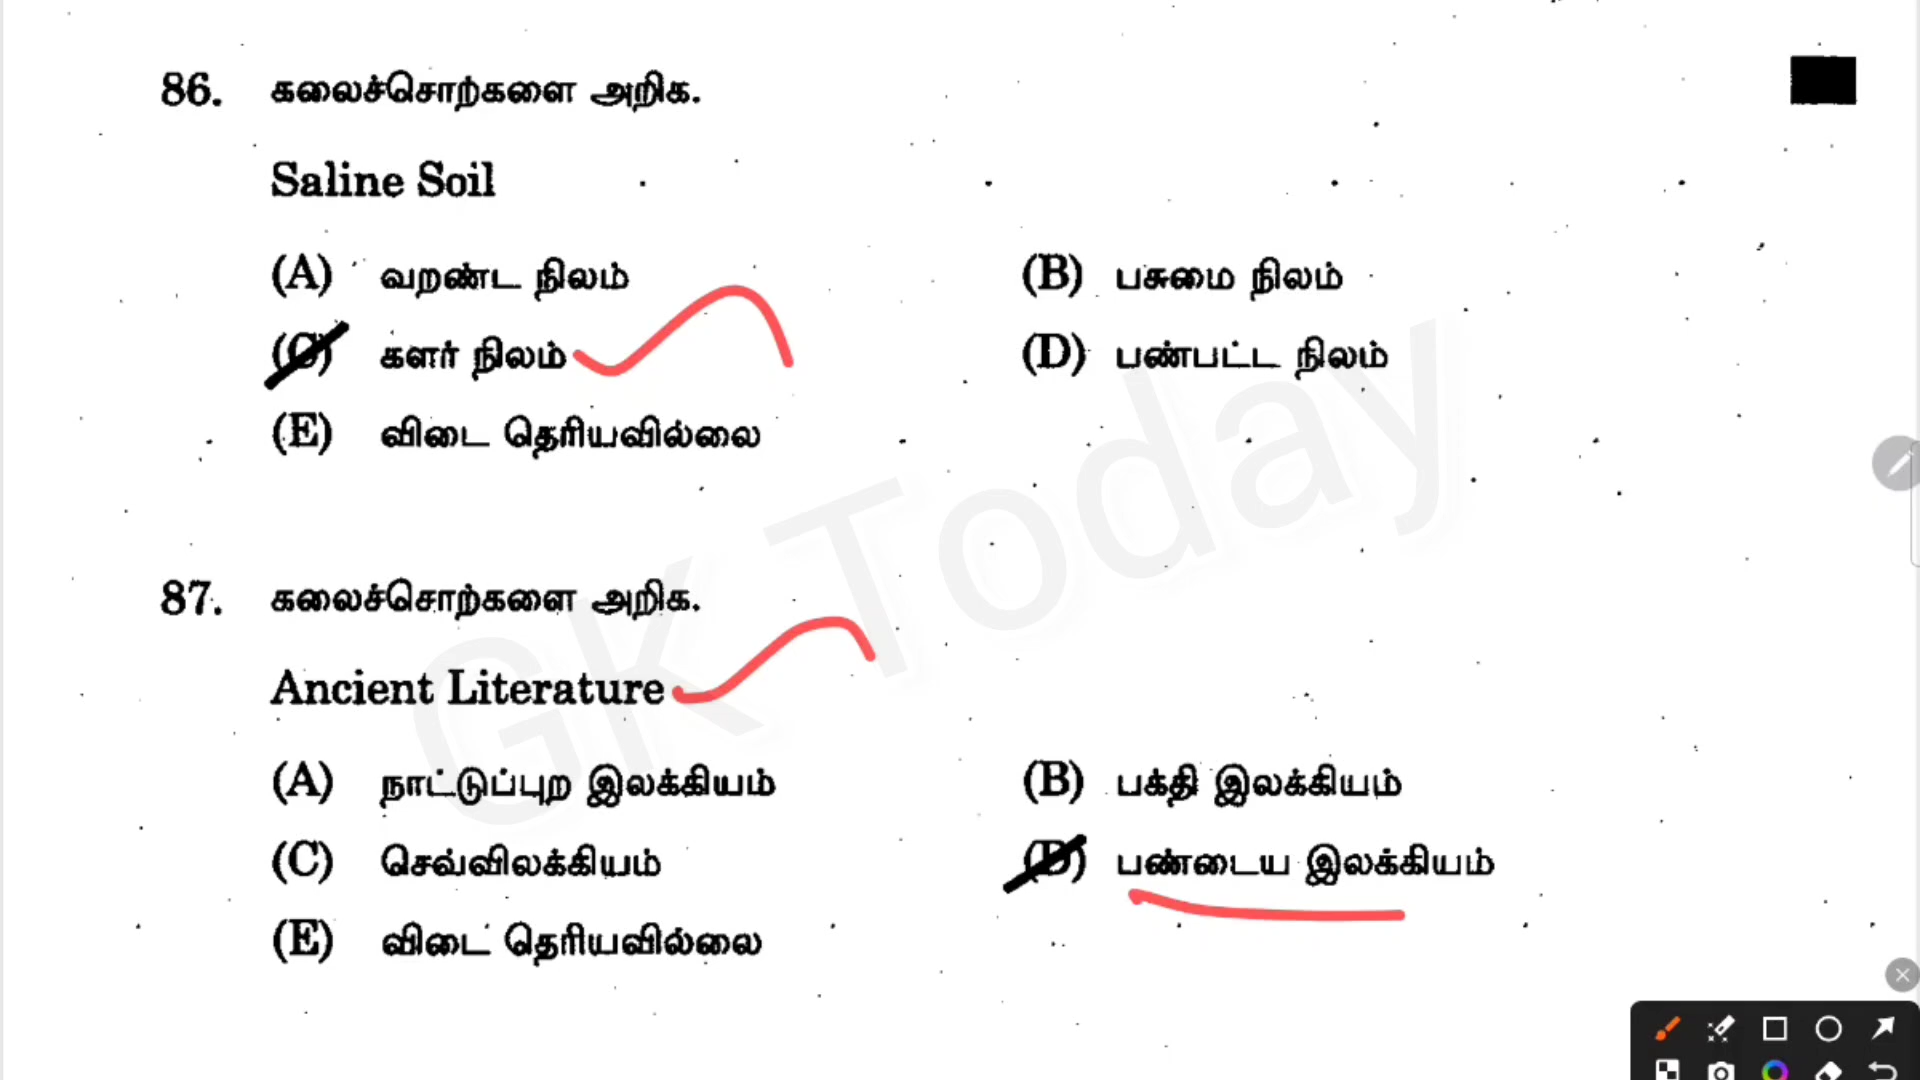 86. கலைச்சொற்களை அறிக.
Saline Soil
(A) வறண்ட நிலம் (B) பசுமை நிலம்
(C) களர் நிலம் (D) பண்பட்ட நிலம்
(E) விடை தெரியவில்லை
87. கலைச்சொற்களை அறிக.
Ancient Literature
(A) நாட்டுப்புற இலக்கியம் (B) பக்தி இலக்கியம்
(C) செவ்விலக்கியம் (D) பண்டைய இலக்கியம்
(E) விடை தெரியவில்லை
GK Today